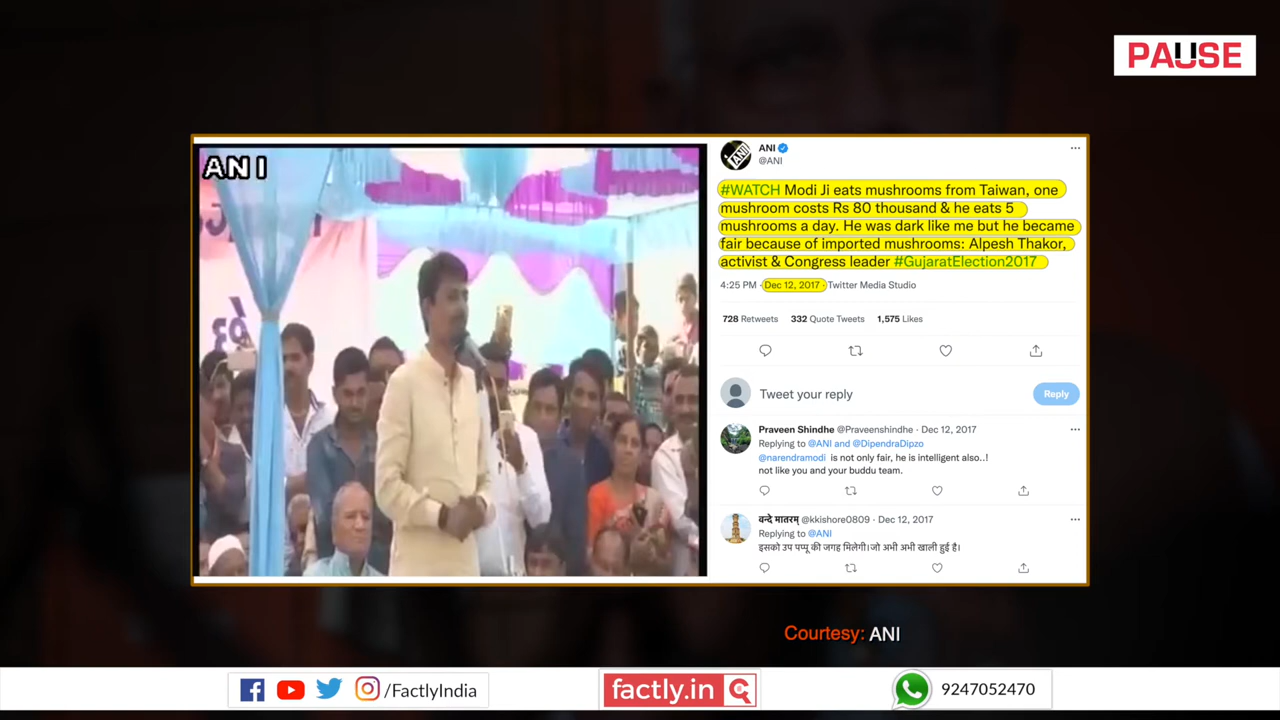 PAUSE
ANI
ANI
@ANI
#WATCH Modi Ji eats mushrooms from Taiwan, one
mushroom costs Rs 80 thousand & he eats 5
mushrooms a day. He was dark like me but he became
fair because of imported mushrooms: Alpesh Thakor,
activist & Congress leader #GujaratElection2017
4:25 PM · Dec 12, 2017 · Twitter Media Studio
728 Retweets 332 Quote Tweets 1,575 Likes
Tweet your reply
Reply
Praveen Shindhe @Praveenshindhe · Dec 12, 2017
Replying to @ANI and @DipendraDipzo
@narendramodi is not only fair, he is intelligent also..!
not like you and your buddu team.
वन्दे मातरम् @kkishore0809 · Dec 12, 2017
Replying to @ANI
इसको उप पप्पू की जगह मिलेगी।जो अभी अभी खाली हुई है।
Courtesy: ANI
/FactlyIndia
factly.in
9247052470